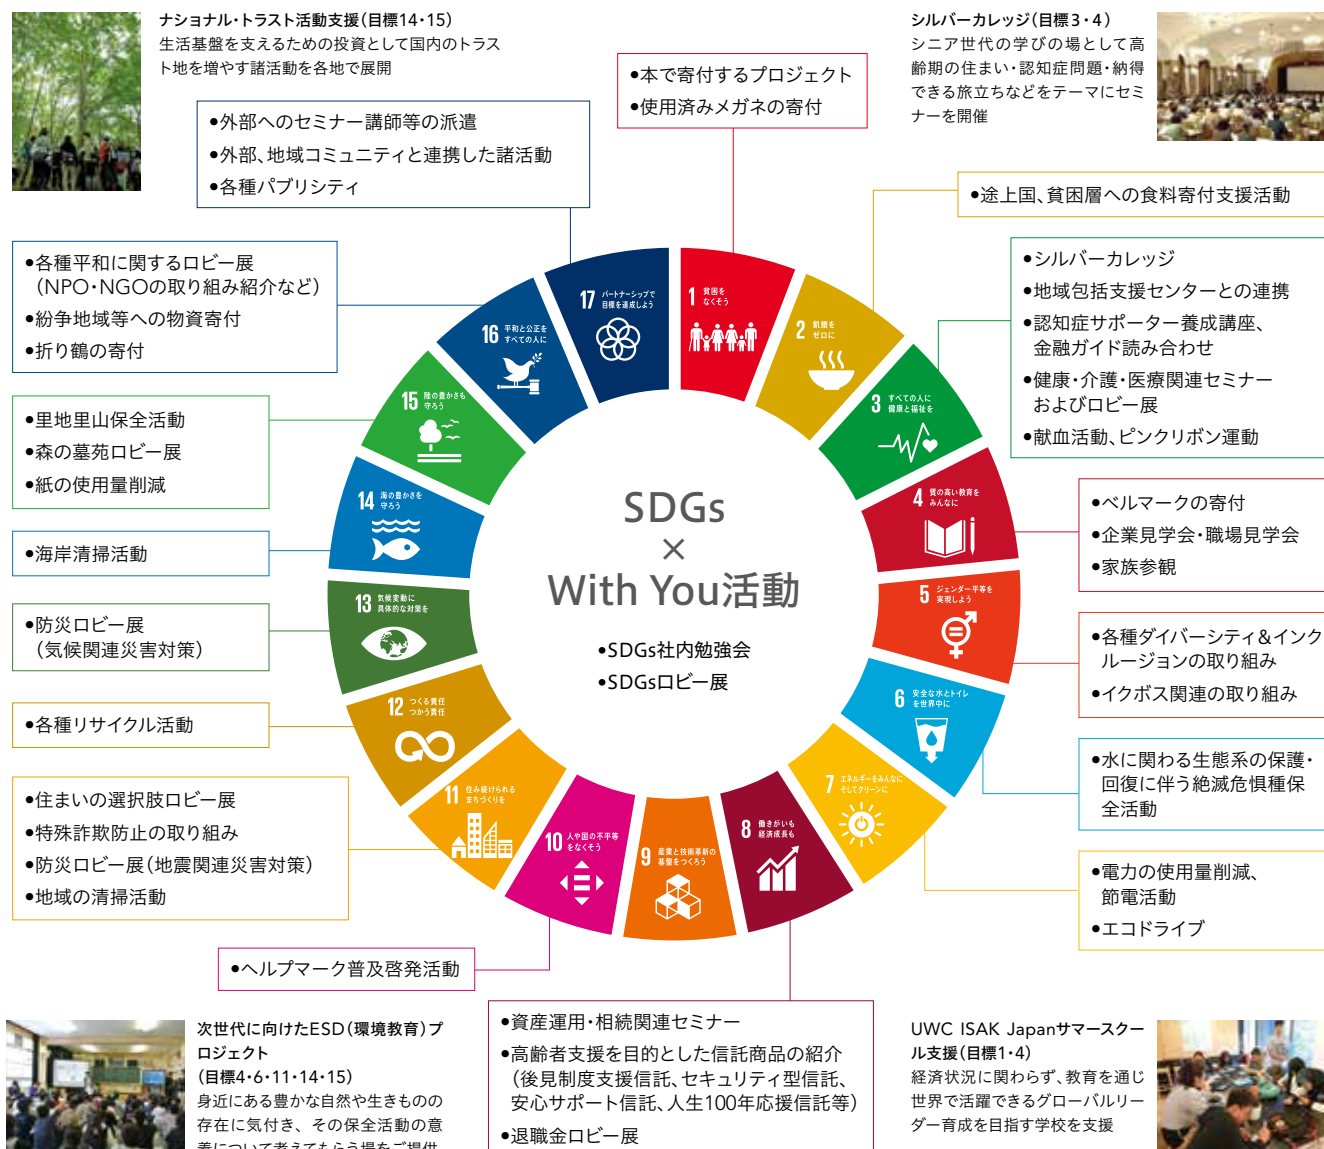 ナショナル・トラスト活動支援(目標14・15)
生活基盤を支えるための投資として国内のトラス
ト地を増やす諸活動を各地で展開
シルバーカレッジ(目標3・4)
シニア世代の学びの場として高
齢期の住まい・認知症問題・納得
できる旅立ちなどをテーマにセミ
ナーを開催
●本で寄付するプロジェクト
●使用済みメガネの寄付
●外部へのセミナー講師等の派遣
●外部、地域コミュニティと連携した諸活動
●各種パブリシティ
●途上国、貧困層への食料寄付支援活動
●各種平和に関するロビー展
(NPO・NGOの取り組み紹介など)
●紛争地域等への物資寄付
●折り鶴の寄付
●シルバーカレッジ
●地域包括支援センターとの連携
●認知症サポーター養成講座、
金融ガイド読み合わせ
●健康・介護・医療関連セミナー
およびロビー展
●献血活動、ピンクリボン運動
●里地里山保全活動
●森の墓苑ロビー展
●紙の使用量削減
●ベルマークの寄付
●企業見学会・職場見学会
●家族参観
●海岸清掃活動
●防災ロビー展
(気候関連災害対策)
●各種ダイバーシティ&インク
ルージョンの取り組み
●イクボス関連の取り組み
●各種リサイクル活動
●水に関わる生態系の保護・
回復に伴う絶滅危惧種保
全活動
●住まいの選択肢ロビー展
●特殊詐欺防止の取り組み
●防災ロビー展(地震関連災害対策)
●地域の清掃活動
●電力の使用量削減、
節電活動
●エコドライブ
●ヘルプマーク普及啓発活動
●資産運用・相続関連セミナー
●高齢者支援を目的とした信託商品の紹介
(後見制度支援信託、セキュリティ型信託、
安心サポート信託、人生100年応援信託等)
●退職金ロビー展
1 貧困を
なくそう
2 飢餓を
ゼロに
3 すべての人に
健康と福祉を
4 質の高い教育を
みんなに
5 ジェンダー平等を
実現しよう
6 安全な水とトイレ
を世界中に
7 エネルギーをみんなに
そしてクリーンに
8 働きがいも
経済成長も
9 産業と技術革新の
基盤をつくろう
10 人や国の不平等
をなくそう
11 住み続けられる
まちづくりを
12 つくる責任
つかう責任
13 気候変動に
具体的な対策を
14 海の豊かさを
守ろう
15 陸の豊かさも
守ろう
16 平和と公正を
すべての人に
17 パートナーシップで
目標を達成しよう
SDGs
×
With You活動
●SDGs社内勉強会
●SDGsロビー展
次世代に向けたESD(環境教育)プ
ロジェクト
(目標4・6・11・14・15)
身近にある豊かな自然や生きものの
存在に気付き、その保全活動の意
義について考えてもらう場をご提供
UWC ISAK Japanサマースクー
ル支援(目標1・4)
経済状況に関わらず、教育を通じ
世界で活躍できるグローバルリー
ダー育成を目指す学校を支援